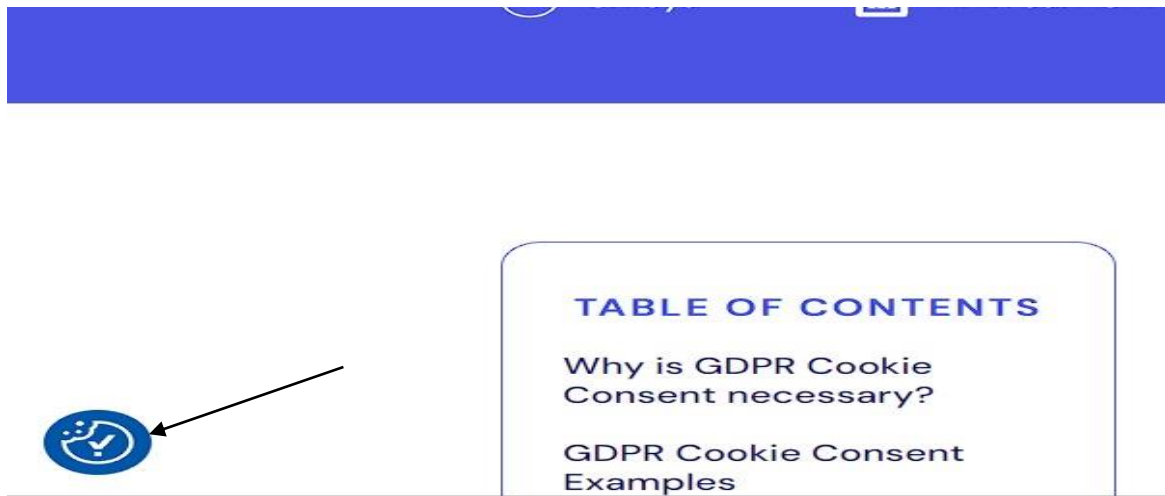 TABLE OF CONTENTS
Why is GDPR Cookie
Consent necessary?
GDPR Cookie Consent
Examples